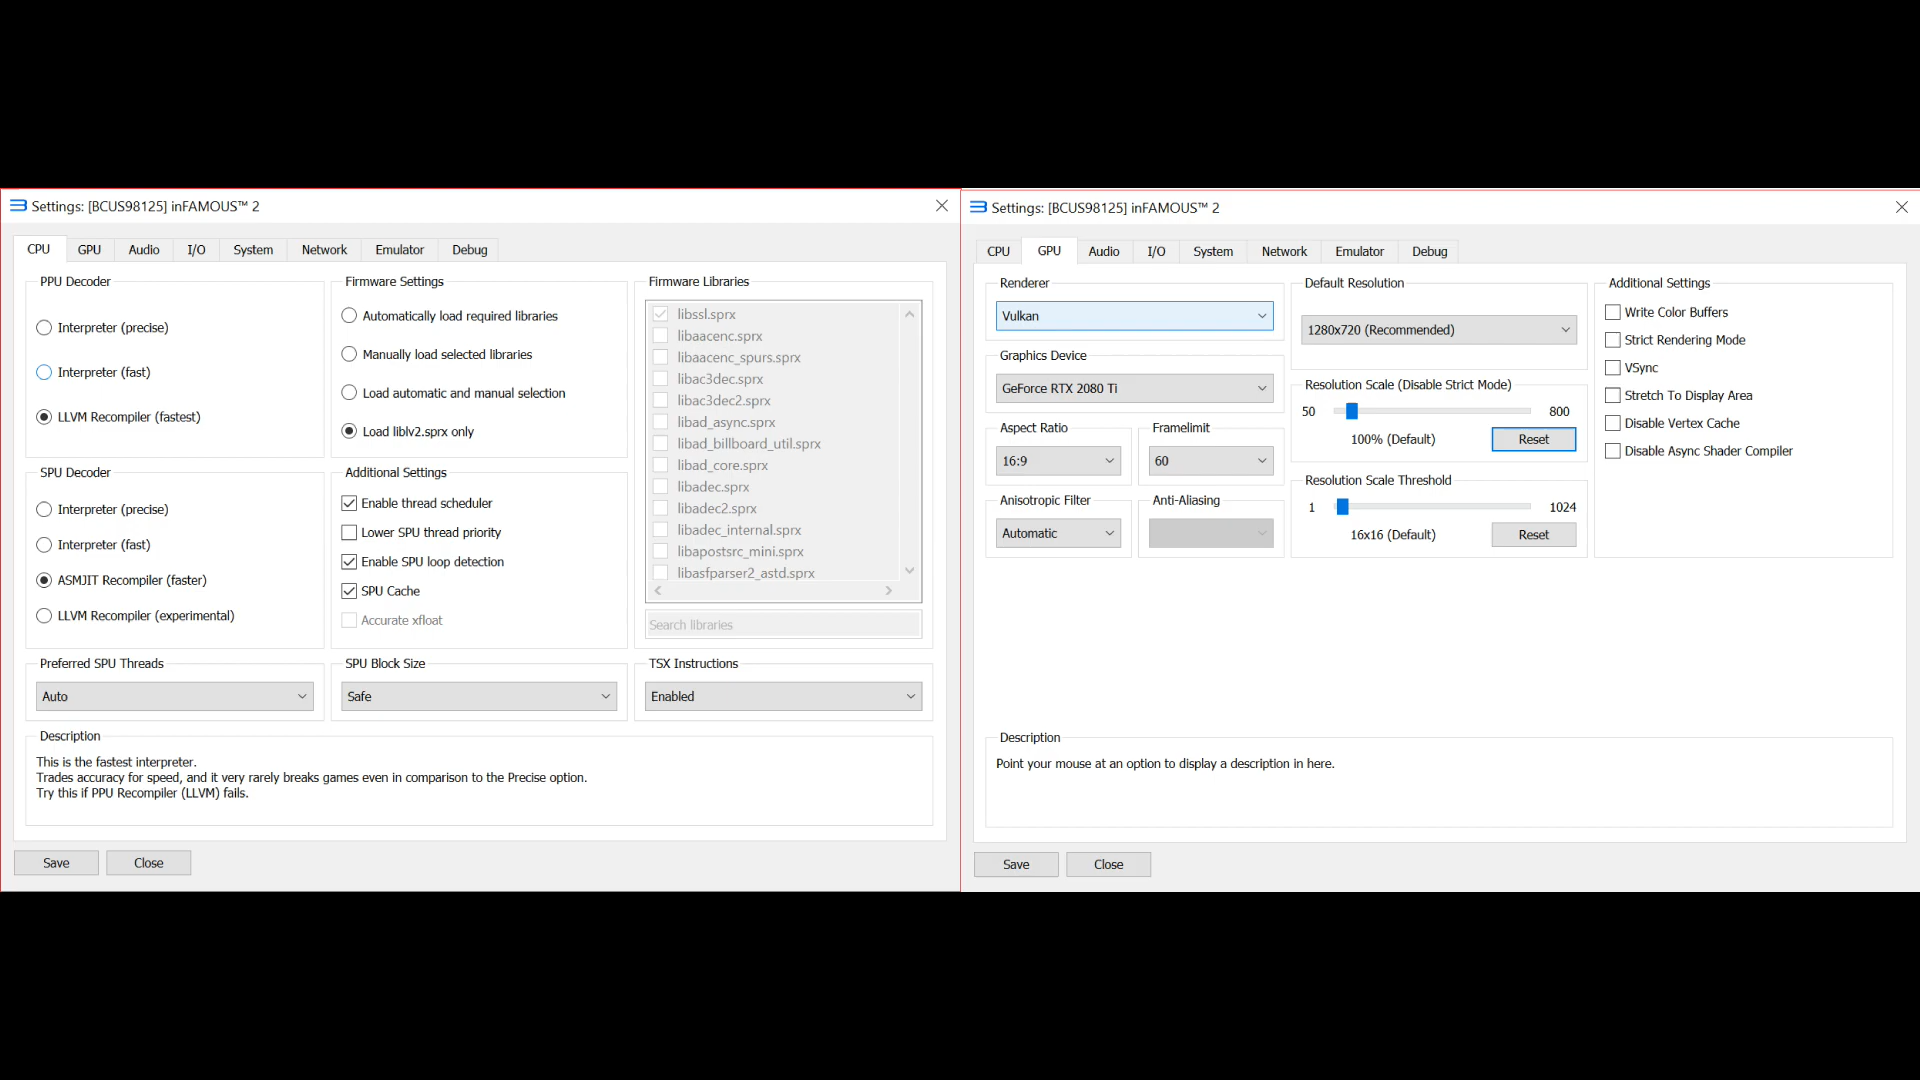 Settings: [BCUS98125] inFAMOUS™ 2
CPU GPU Audio I/O System Network Emulator Debug
PPU Decoder
Interpreter (precise)
Interpreter (fast)
LLVM Recompiler (fastest)
SPU Decoder
Interpreter (precise)
Interpreter (fast)
ASMJIT Recompiler (faster)
LLVM Recompiler (experimental)
Preferred SPU Threads
Auto
Firmware Settings
Automatically load required libraries
Manually load selected libraries
Load automatic and manual selection
Load liblv2.sprx only
Additional Settings
Enable thread scheduler
Lower SPU thread priority
Enable SPU loop detection
SPU Cache
Accurate xfloat
SPU Block Size
Safe
Firmware Libraries
libssl.sprx
libaacenc.sprx
libaacenc_spurs.sprx
libac3dec.sprx
libac3dec2.sprx
libad_async.sprx
libad_billboard_util.sprx
libad_core.sprx
libadec.sprx
libadec2.sprx
libadec_internal.sprx
libapostsrc_mini.sprx
libasfparser2_astd.sprx
Search libraries
TSX Instructions
Enabled
Description
This is the fastest interpreter.
Trades accuracy for speed, and it very rarely breaks games even in comparison to the Precise option.
Try this if PPU Recompiler (LLVM) fails.
Save Close
Settings: [BCUS98125] inFAMOUS™ 2
CPU GPU Audio I/O System Network Emulator Debug
Renderer
Vulkan
Graphics Device
GeForce RTX 2080 Ti
Aspect Ratio
16:9
Framelimit
60
Anisotropic Filter
Automatic
Anti-Aliasing
Default Resolution
1280x720 (Recommended)
Resolution Scale (Disable Strict Mode)
50 800
100% (Default) Reset
Resolution Scale Threshold
1 1024
16x16 (Default) Reset
Additional Settings
Write Color Buffers
Strict Rendering Mode
VSync
Stretch To Display Area
Disable Vertex Cache
Disable Async Shader Compiler
Description
Point your mouse at an option to display a description in here.
Save Close